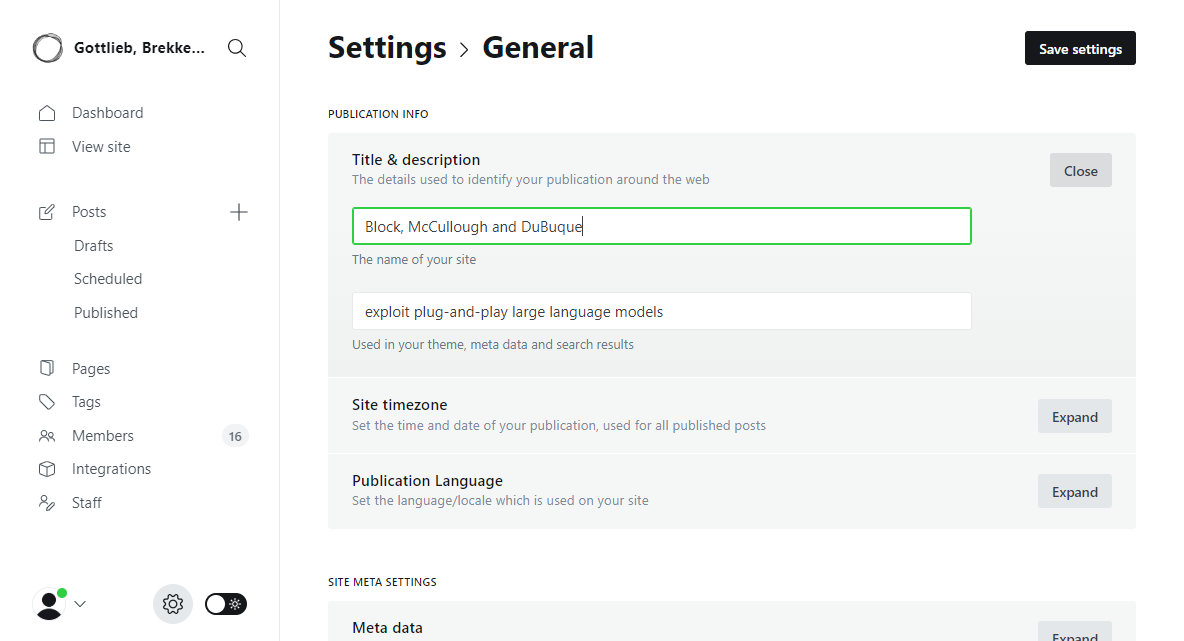 Gottlieb, Brekke...
Dashboard
View site
Posts
Drafts
Scheduled
Published
Pages
Tags
Members 16
Integrations
Staff
Settings › General
Save settings
PUBLICATION INFO
Title & description
The details used to identify your publication around the web
Close
Block, McCullough and DuBuque
The name of your site
exploit plug-and-play large language models
Used in your theme, meta data and search results
Site timezone
Set the time and date of your publication, used for all published posts
Expand
Publication Language
Set the language/locale which is used on your site
Expand
SITE META SETTINGS
Meta data
Expand